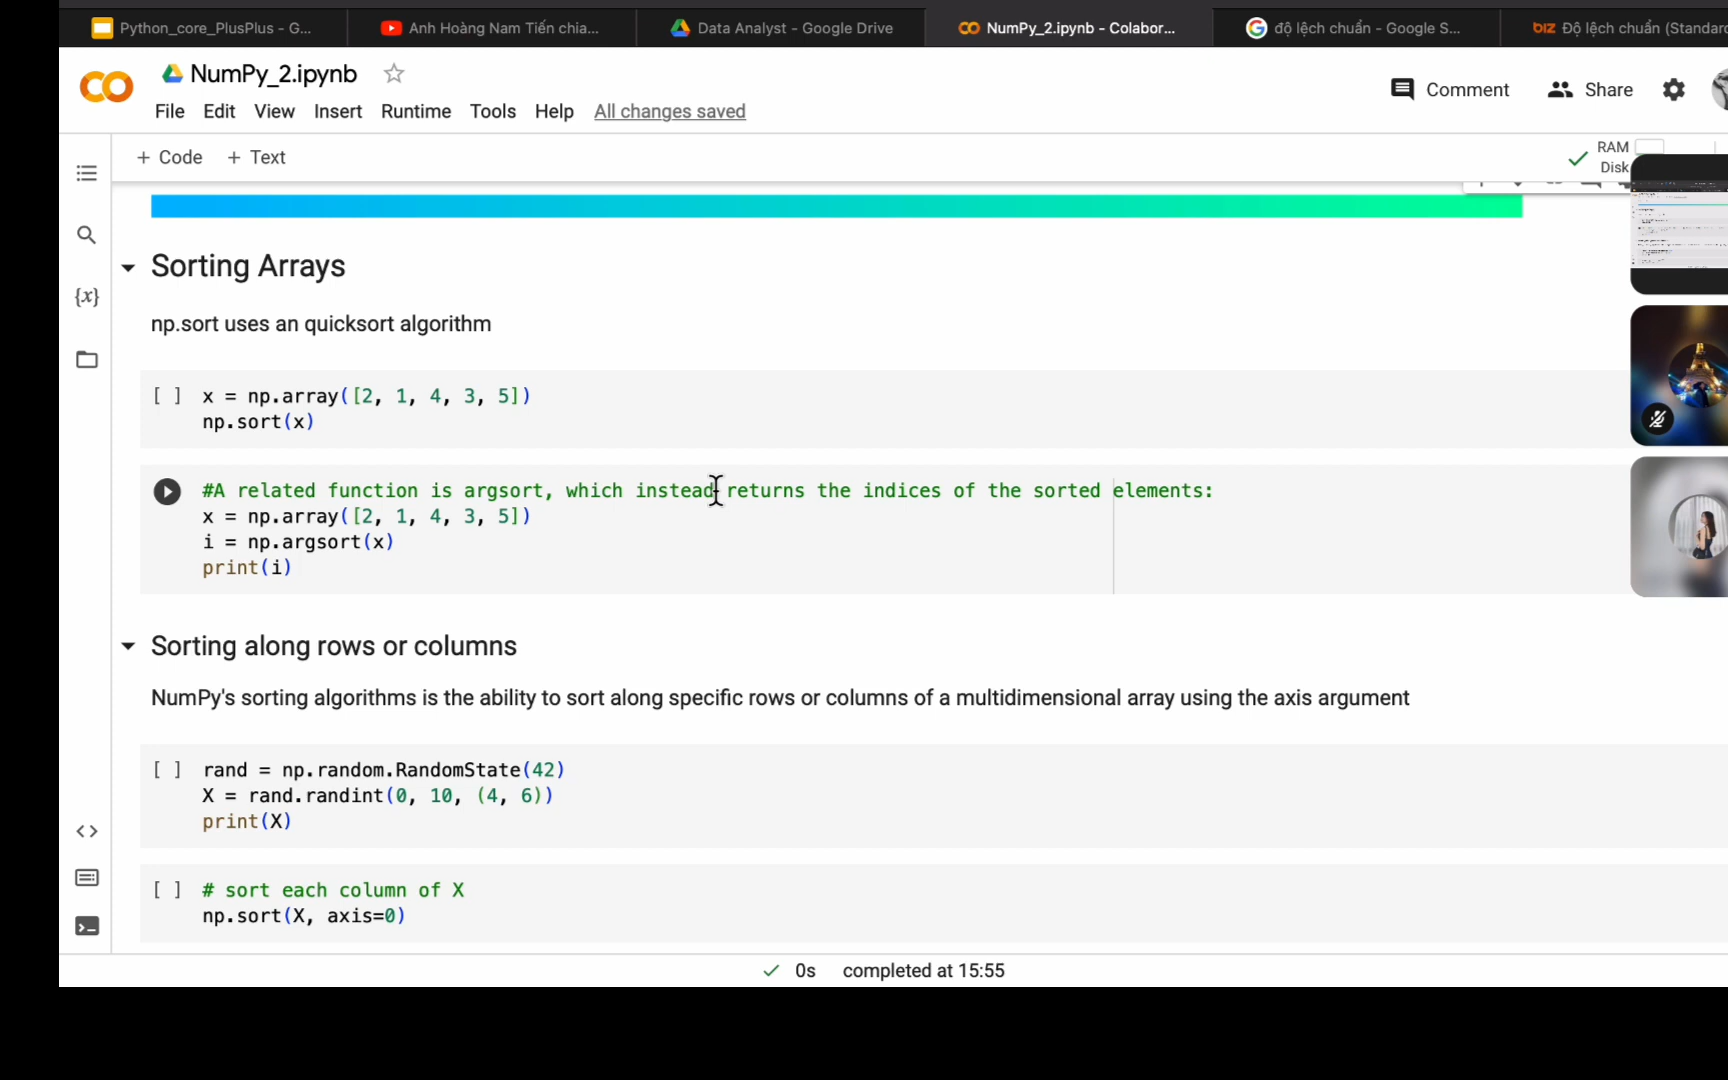 Python_core_PlusPlus - G...
Anh Hoàng Nam Tiến chia...
Data Analyst - Google Drive
NumPy_2.ipynb - Colabor...
độ lệch chuẩn - Google S...
biz Độ lệch chuẩn (Standard
NumPy_2.ipynb
Comment
Share
File Edit View Insert Runtime Tools Help All changes saved
+ Code + Text
RAM
Disk
Sorting Arrays
{x}
np.sort uses an quicksort algorithm
[ ] x = np.array([2, 1, 4, 3, 5])
np.sort(x)
#A related function is argsort, which instead returns the indices of the sorted elements:
x = np.array([2, 1, 4, 3, 5])
i = np.argsort(x)
print(i)
Sorting along rows or columns
NumPy's sorting algorithms is the ability to sort along specific rows or columns of a multidimensional array using the axis argument
[ ] rand = np.random.RandomState(42)
X = rand.randint(0, 10, (4, 6))
print(X)
[ ] # sort each column of X
np.sort(X, axis=0)
0s completed at 15:55